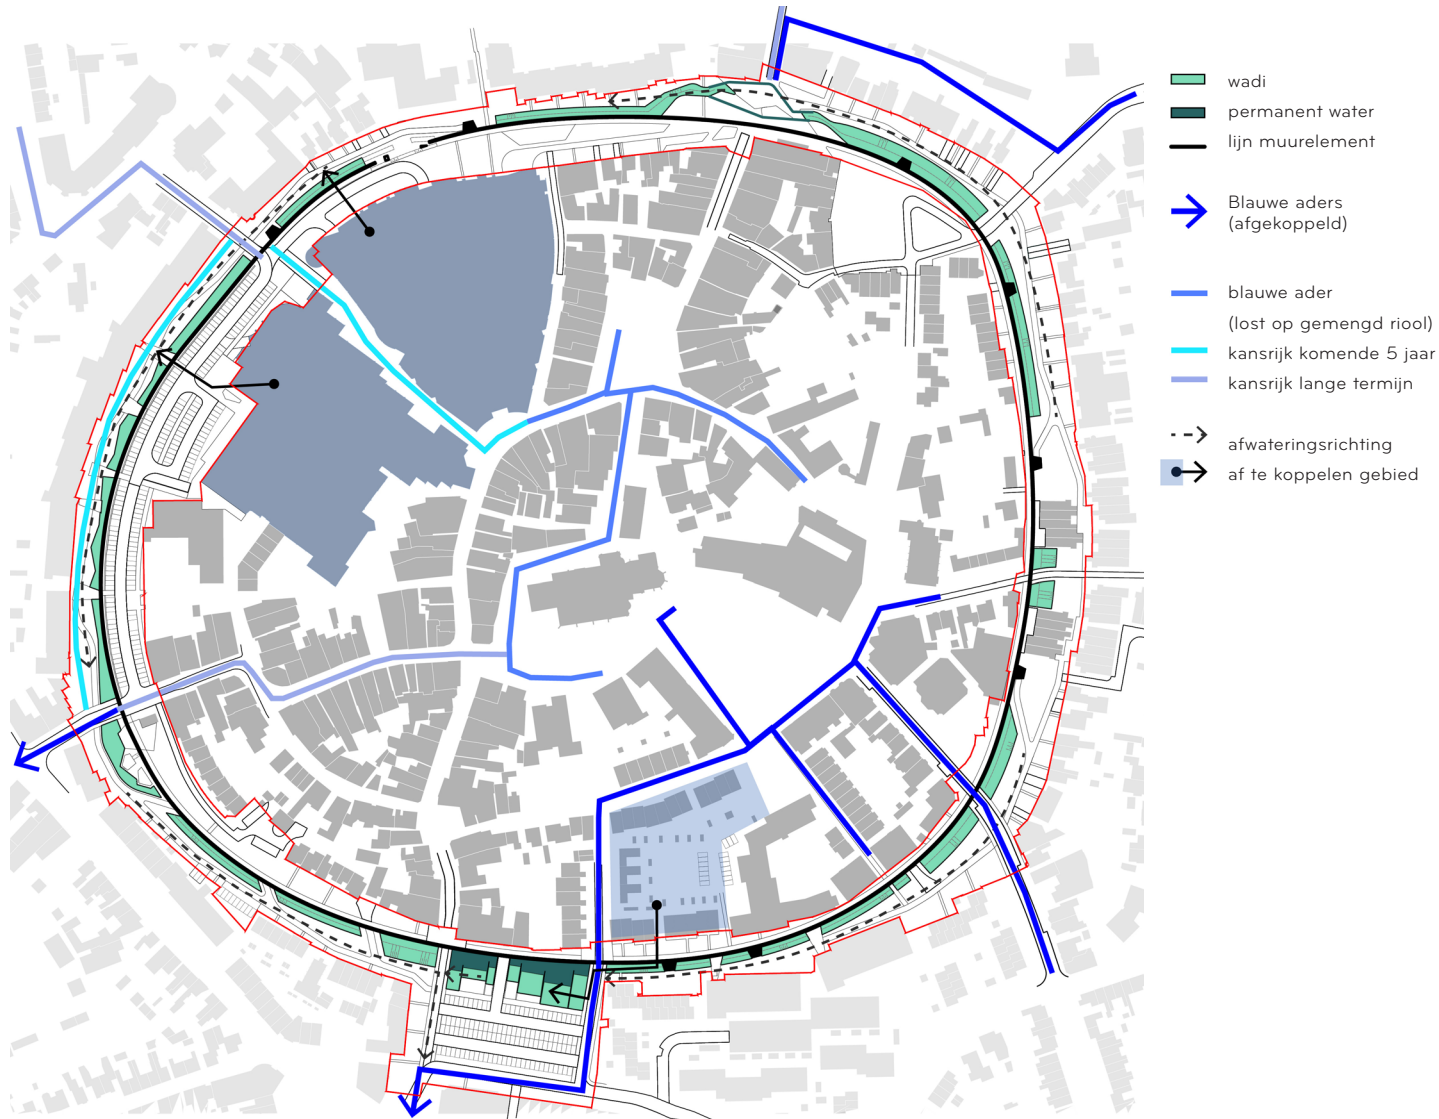 wadi
permanent water
lijn muurelement
Blauwe aders
(afgekoppeld)
blauwe ader
(lost op gemengd riool)
kansrijk komende 5 jaar
kansrijk lange termijn
afwateringsrichting
af te koppelen gebied